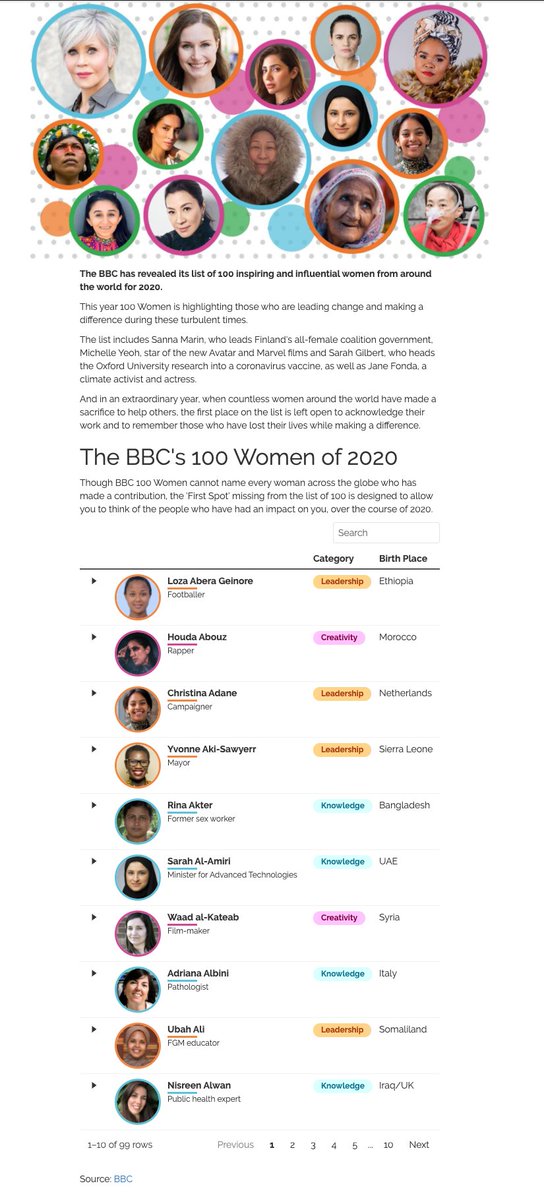 The BBC has revealed its list of 100 inspiring and influential women from around
the world for 2020.
This year 100 Women is highlighting those who are leading change and making a
difference during these turbulent times.
The list includes Sanna Marin, who leads Finland's all-female coalition government,
Michelle Yeoh, star of the new Avatar and Marvel films and Sarah Gilbert, who heads
the Oxford University research into a coronavirus vaccine, as well as Jane Fonda, a
climate activist and actress.
And in an extraordinary year, when countless women around the world have made a
sacrifice to help others, the first place on the list is left open to acknowledge their
work and to remember those who have lost their lives while making a difference.
The BBC's 100 Women of 2020
Though BBC 100 Women cannot name every woman across the globe who has
made a contribution, the 'First Spot' missing from the list of 100 is designed to allow
you to think of the people who have had an impact on you, over the course of 2020.
Search
Category Birth Place
Loza Abera Geinore Leadership Ethiopia
Footballer
Houda Abouz Creativity Morocco
Rapper
Christina Adane Leadership Netherlands
Campaigner
Yvonne Aki-Sawyerr Leadership Sierra Leone
Mayor
Rina Akter Knowledge Bangladesh
Former sex worker
Sarah Al-Amiri Knowledge UAE
Minister for Advanced Technologies
Waad al-Kateab Creativity Syria
Film-maker
Adriana Albini Knowledge Italy
Pathologist
Ubah Ali Leadership Somaliland
FGM educator
Nisreen Alwan Knowledge Iraq/UK
Public health expert
1–10 of 99 rows Previous 1 2 3 4 5 ... 10 Next
Source: BBC